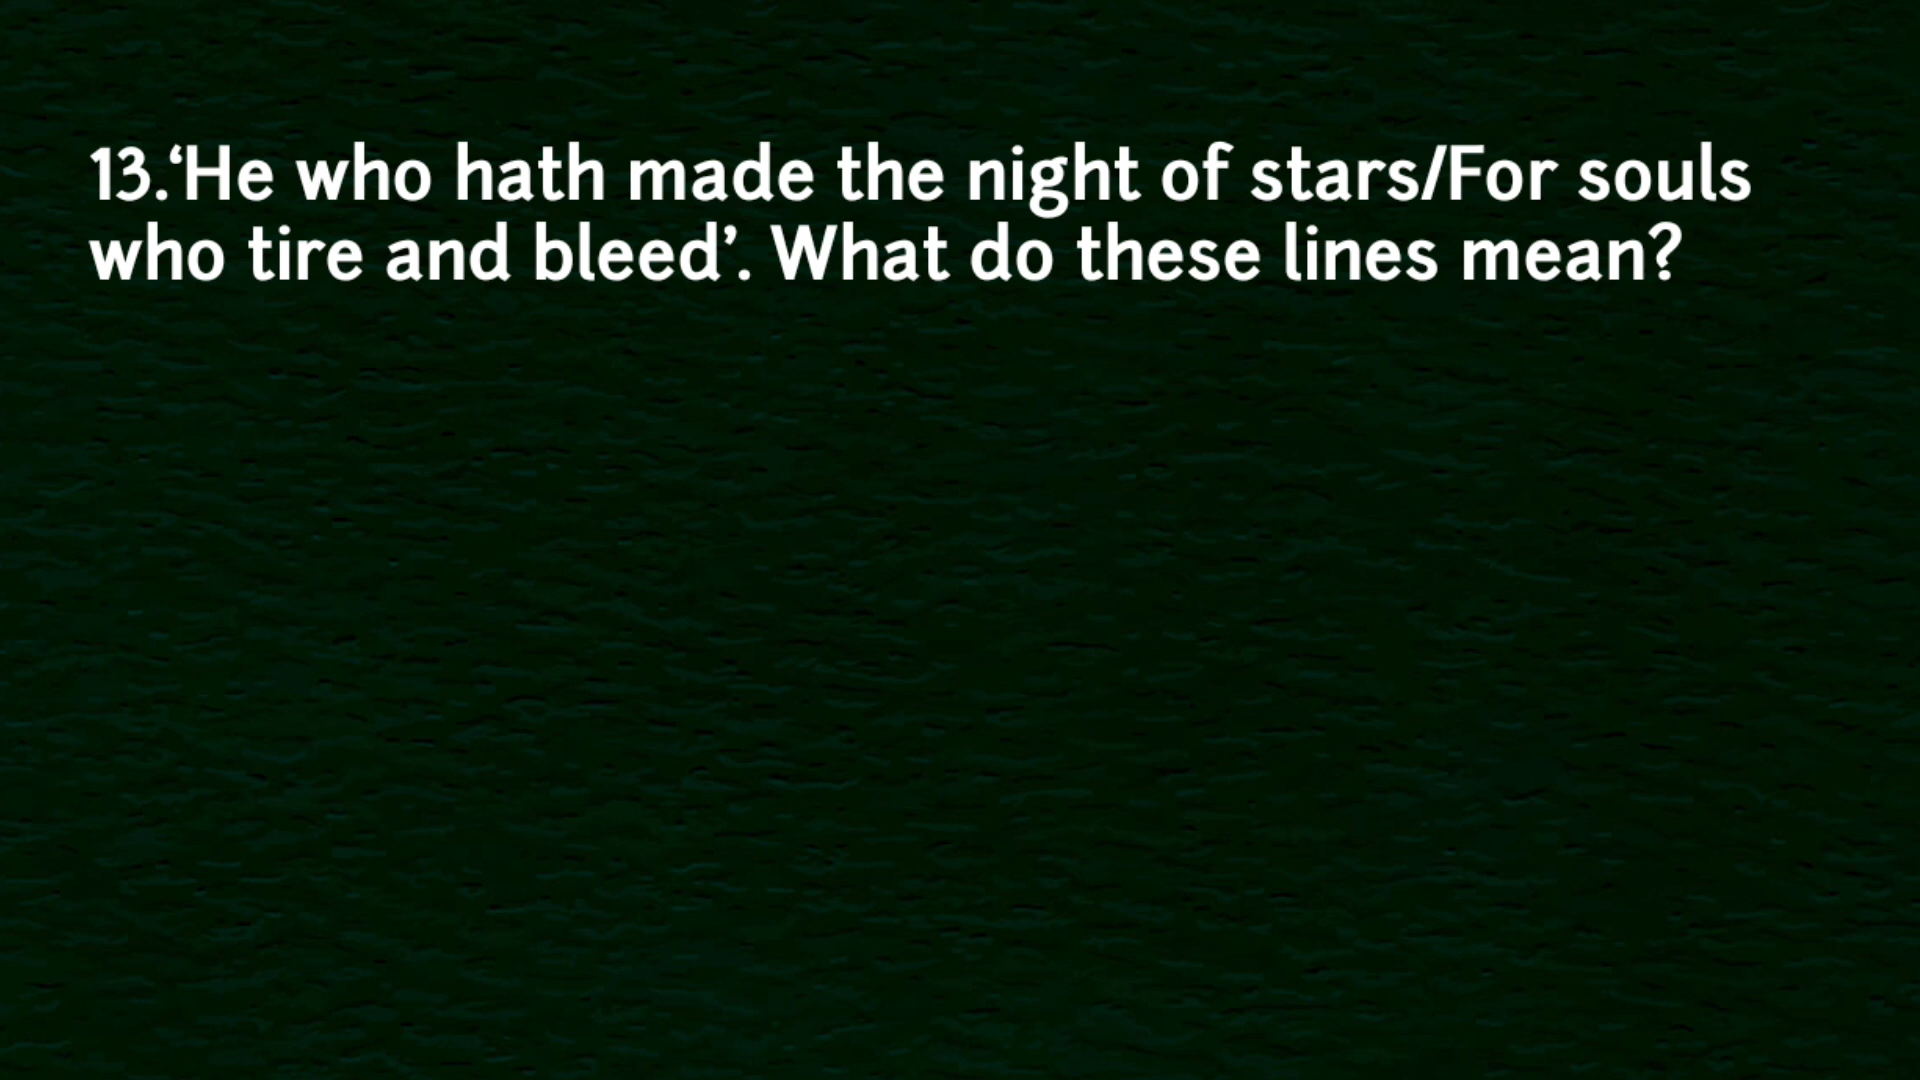 13.‘He who hath made the night of stars/For souls
who tire and bleed’. What do these lines mean?